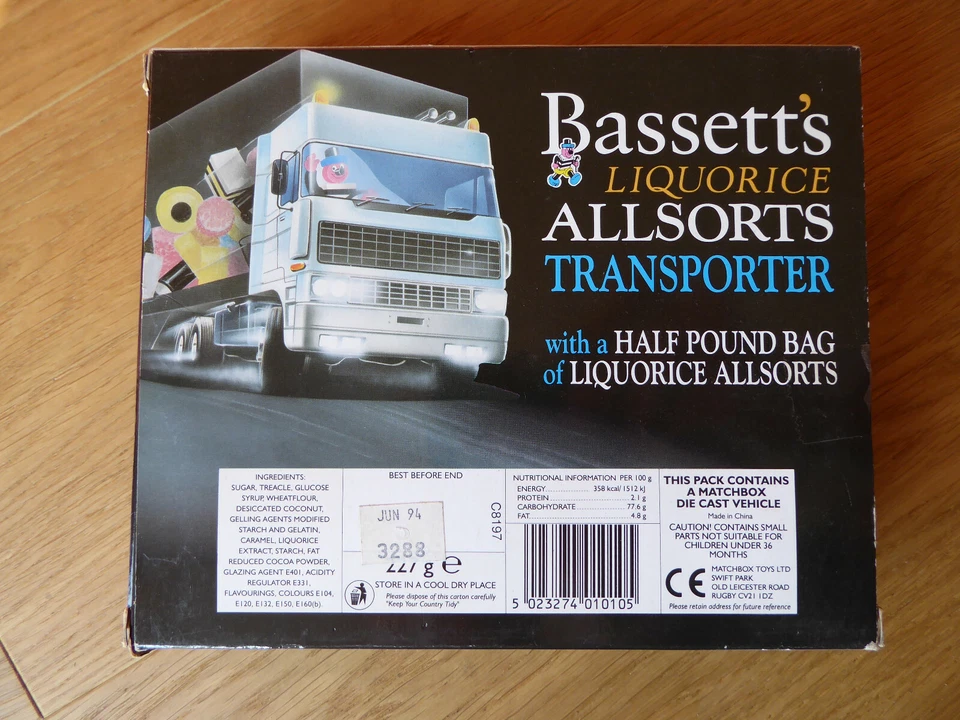 Bassett's
LIQUORICE
ALLSORTS
TRANSPORTER
with a HALF POUND BAG
of LIQUORICE ALLSORTS
INGREDIENTS:
SUGAR, TREACLE, GLUCOSE
SYRUP, WHEATFLOUR,
DESICCATED COCONUT,
GELLING AGENTS MODIFIED
STARCH AND GELATIN,
CARAMEL, LIQUORICE
EXTRACT, STARCH, FAT
REDUCED COCOA POWDER,
GLAZING AGENT E401, ACIDITY
REGULATOR E331,
FLAVOURINGS, COLOURS E104,
E120, E132, E150, E160(b).
BEST BEFORE END
JUN 94
3288
C8197
227 g e
STORE IN A COOL DRY PLACE
Please dispose of this carton carefully
"Keep Your Country Tidy"
NUTRITIONAL INFORMATION PER 100 g
ENERGY 358 kcal/1512 kJ
PROTEIN 2.1 g
CARBOHYDRATE 77.6 g
FAT 4.8 g
5 023274 010105
THIS PACK CONTAINS
A MATCHBOX
DIE CAST VEHICLE
Made in China
CAUTION! CONTAINS SMALL
PARTS NOT SUITABLE FOR
CHILDREN UNDER 36
MONTHS
CE
MATCHBOX TOYS LTD
SWIFT PARK
OLD LEICESTER ROAD
RUGBY CV21 1DZ
Please retain address for future reference